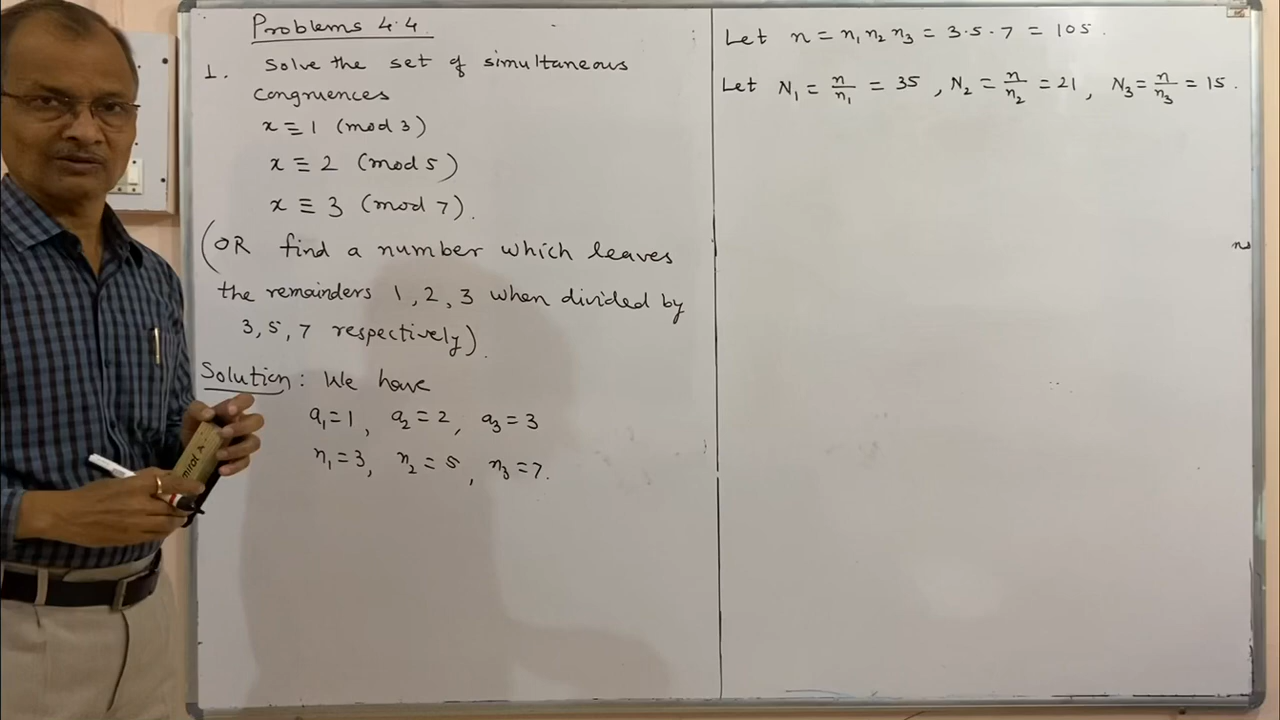 Problems 4.4
1. Solve the set of simultaneous
congruences
x ≡ 1 (mod 3)
x ≡ 2 (mod 5)
x ≡ 3 (mod 7).
(OR find a number which leaves
the remainders 1, 2, 3 when divided by
3, 5, 7 respectively).
Solution: We have
a₁ = 1, a₂ = 2, a₃ = 3
n₁ = 3, n₂ = 5, n₃ = 7.
Let n = n₁ n₂ n₃ = 3·5·7 = 105.
Let N₁ = n/n₁ = 35, N₂ = n/n₂ = 21, N₃ = n/n₃ = 15.